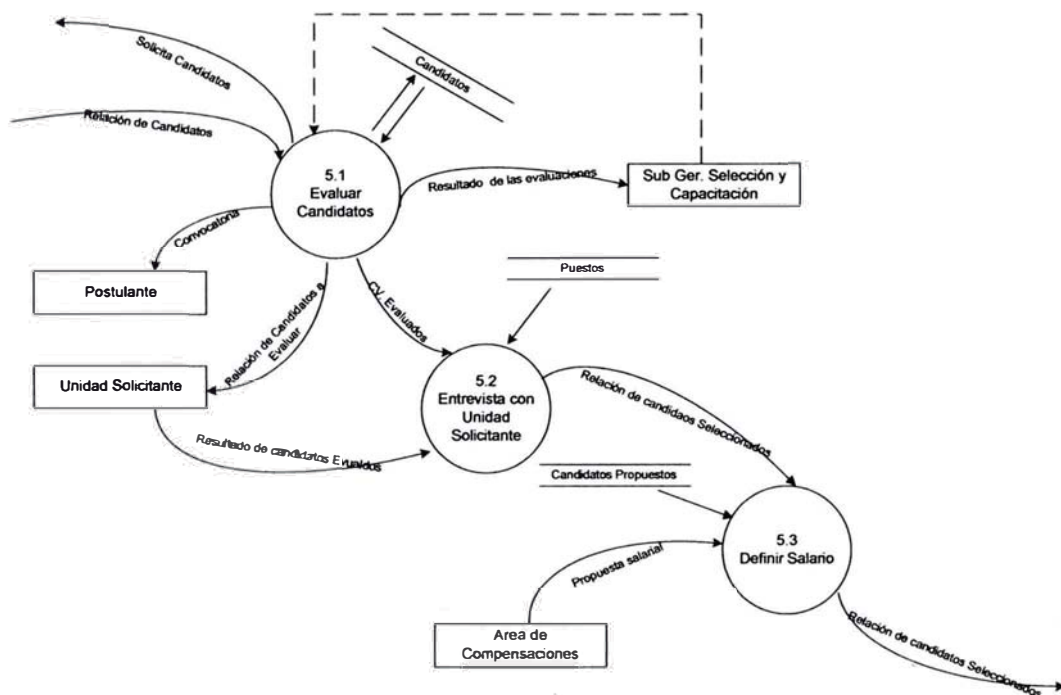 Solicita Candidatos
Candidatos
Relación de Candidatos
5.1
Evaluar
Candidatos
Resultado de las evaluaciones
Sub Ger. Selección y
Capacitación
Convocatoria
Postulante
Puestos
CV. Evaluados
Relación de Candidatos a
Evaluar
Unidad Solicitante
5.2
Entrevista con
Unidad
Solicitante
Relación de candidaos Seleccionados
Resultado de candidatos Evualdos
Candidatos Propuestos
5.3
Definir Salario
Propuesta salarial
Area de
Compensaciones
Relación de candidatos Seleccionados